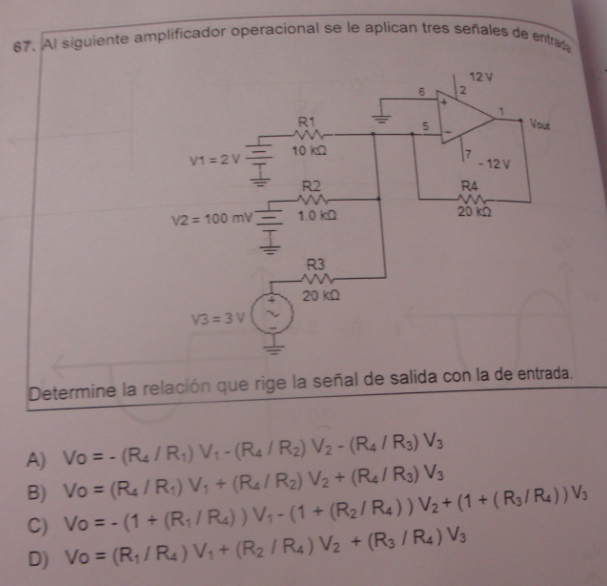 67. Al siguiente amplificador operacional se le aplican tres señales de entrada
12 V
6
2
+
R1
1
5
Vout
-
V1 = 2 V
10 kΩ
7
- 12 V
R2
R4
V2 = 100 mV
1.0 kΩ
20 kΩ
R3
20 kΩ
+
V3 = 3 V
~
-
Determine la relación que rige la señal de salida con la de entrada.
A) Vo = - (R₄ / R₁) V₁ - (R₄ / R₂) V₂ - (R₄ / R₃) V₃
B) Vo = (R₄ / R₁) V₁ + (R₄ / R₂) V₂ + (R₄ / R₃) V₃
C) Vo = - (1 + (R₁ / R₄) ) V₁ - (1 + (R₂ / R₄) ) V₂ + (1 + ( R₃ / R₄) ) V₃
D) Vo = (R₁ / R₄ ) V₁ + (R₂ / R₄ ) V₂ + (R₃ / R₄ ) V₃